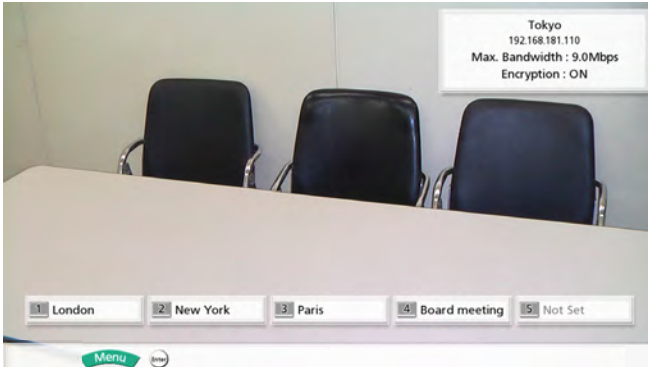 Tokyo
192.168.181.110
Max. Bandwidth : 9.0Mbps
Encryption : ON
1 London
2 New York
3 Paris
4 Board meeting
5 Not Set
Menu Enter